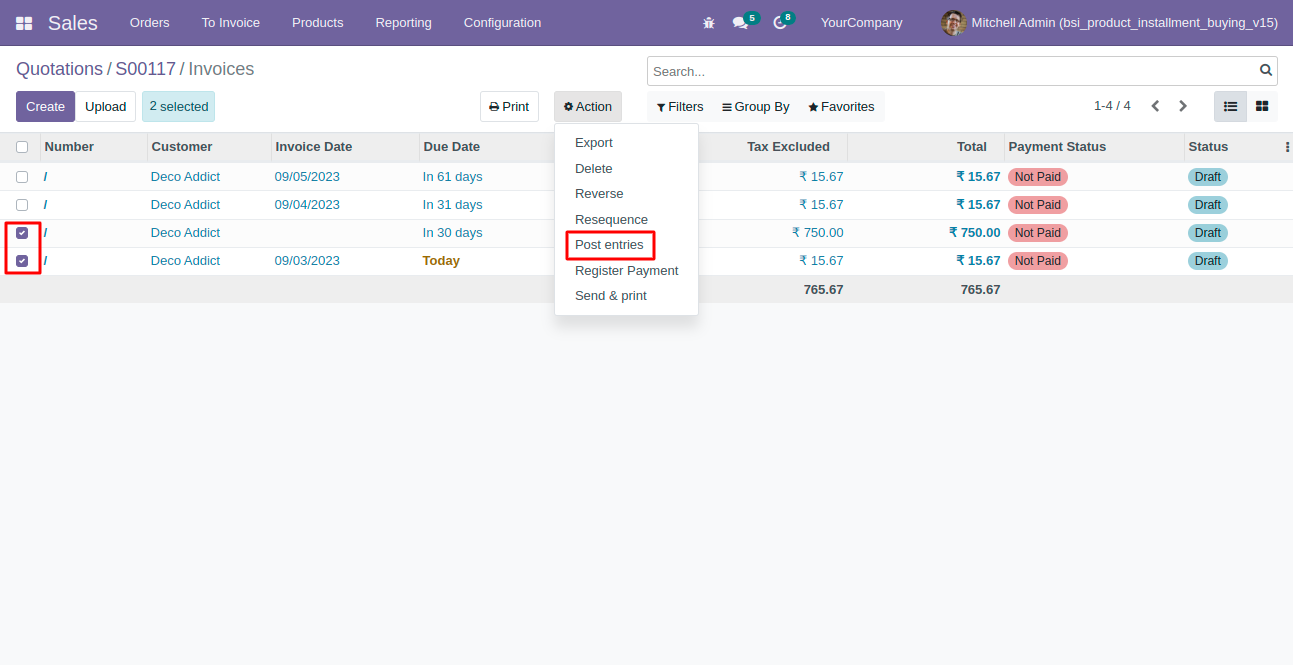 Sales Orders To Invoice Products Reporting Configuration 5 8 YourCompany Mitchell Admin (bsi_product_installment_buying_v15)
Quotations / S00117 / Invoices Search...
Create Upload 2 selected Print Action Filters Group By Favorites 1-4 / 4
Number Customer Invoice Date Due Date Tax Excluded Total Payment Status Status
/ Deco Addict 09/05/2023 In 61 days ₹ 15.67 ₹ 15.67 Not Paid Draft
/ Deco Addict 09/04/2023 In 31 days ₹ 15.67 ₹ 15.67 Not Paid Draft
/ Deco Addict In 30 days ₹ 750.00 ₹ 750.00 Not Paid Draft
/ Deco Addict 09/03/2023 Today ₹ 15.67 ₹ 15.67 Not Paid Draft
765.67 765.67
Export
Delete
Reverse
Resequence
Post entries
Register Payment
Send & print